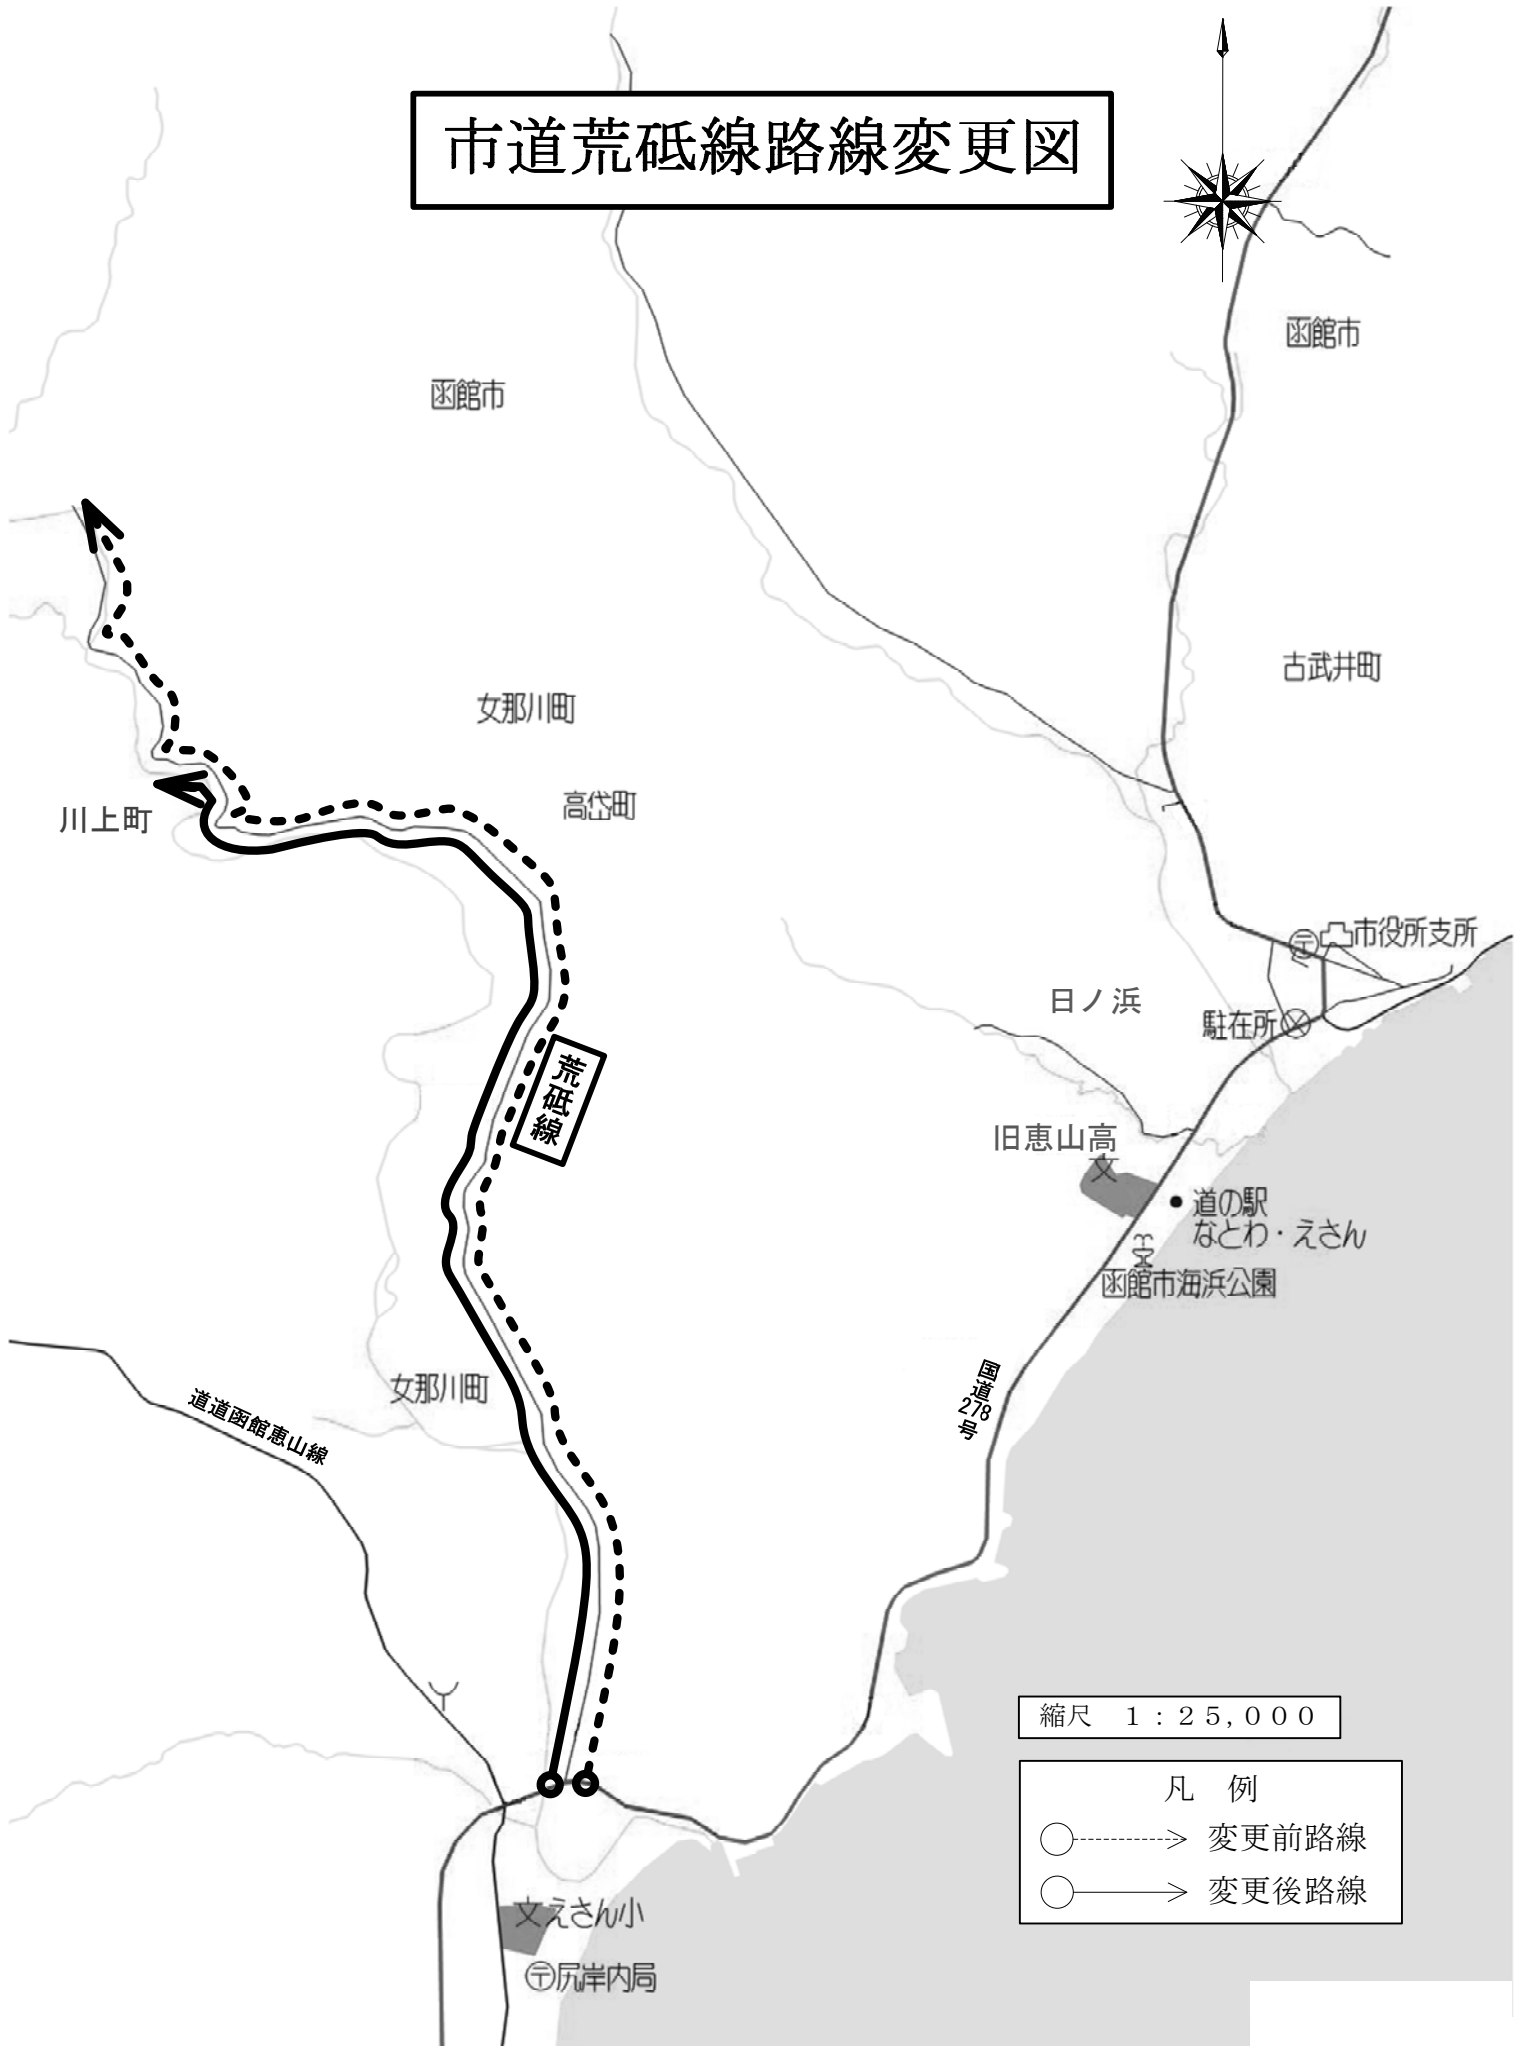 市道荒砥線路線変更図
函館市
函館市
古武井町
女那川町
高岱町
川上町
市役所支所
日ノ浜
駐在所
荒砥線
旧恵山高
文
道の駅
なとわ・えさん
函館市海浜公園
国道278号
女那川町
道道函館恵山線
縮尺 1：25,000
凡 例
変更前路線
変更後路線
文えさん小
〒尻岸内局